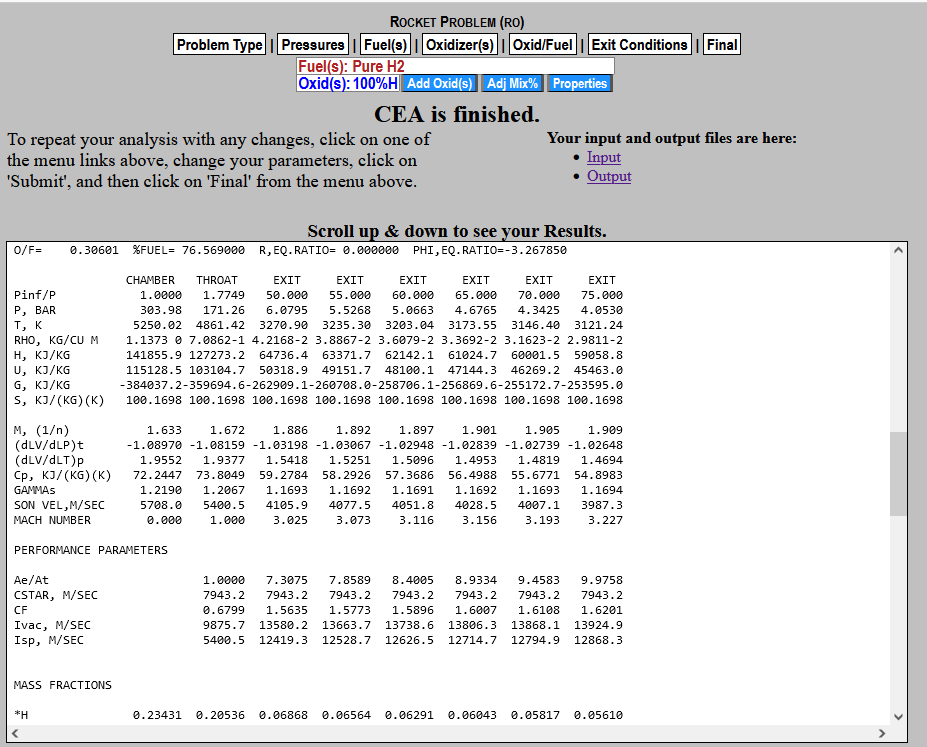 ROCKET PROBLEM (RO)
Problem Type | Pressures | Fuel(s) | Oxidizer(s) | Oxid/Fuel | Exit Conditions | Final
Fuel(s): Pure H2
Oxid(s): 100%H Add Oxid(s) Adj Mix% Properties
CEA is finished.
To repeat your analysis with any changes, click on one of
the menu links above, change your parameters, click on
'Submit', and then click on 'Final' from the menu above.
Your input and output files are here:
• Input
• Output
Scroll up & down to see your Results.
O/F= 0.30601 %FUEL= 76.569000 R,EQ.RATIO= 0.000000 PHI,EQ.RATIO=-3.267850
CHAMBER THROAT EXIT EXIT EXIT EXIT EXIT EXIT
Pinf/P 1.0000 1.7749 50.000 55.000 60.000 65.000 70.000 75.000
P, BAR 303.98 171.26 6.0795 5.5268 5.0663 4.6765 4.3425 4.0530
T, K 5250.02 4861.42 3270.90 3235.30 3203.04 3173.55 3146.40 3121.24
RHO, KG/CU M 1.1373 0 7.0862-1 4.2168-2 3.8867-2 3.6079-2 3.3692-2 3.1623-2 2.9811-2
H, KJ/KG 141855.9 127273.2 64736.4 63371.7 62142.1 61024.7 60001.5 59058.8
U, KJ/KG 115128.5 103104.7 50318.9 49151.7 48100.1 47144.3 46269.2 45463.0
G, KJ/KG -384037.2-359694.6-262909.1-260708.0-258706.1-256869.6-255172.7-253595.0
S, KJ/(KG)(K) 100.1698 100.1698 100.1698 100.1698 100.1698 100.1698 100.1698 100.1698
M, (1/n) 1.633 1.672 1.886 1.892 1.897 1.901 1.905 1.909
(dLV/dLP)t -1.08970 -1.08159 -1.03198 -1.03067 -1.02948 -1.02839 -1.02739 -1.02648
(dLV/dLT)p 1.9552 1.9377 1.5418 1.5251 1.5096 1.4953 1.4819 1.4694
Cp, KJ/(KG)(K) 72.2447 73.8049 59.2784 58.2926 57.3686 56.4988 55.6771 54.8983
GAMMAs 1.2190 1.2067 1.1693 1.1692 1.1691 1.1692 1.1693 1.1694
SON VEL,M/SEC 5708.0 5400.5 4105.9 4077.5 4051.8 4028.5 4007.1 3987.3
MACH NUMBER 0.000 1.000 3.025 3.073 3.116 3.156 3.193 3.227
PERFORMANCE PARAMETERS
Ae/At 1.0000 7.3075 7.8589 8.4005 8.9334 9.4583 9.9758
CSTAR, M/SEC 7943.2 7943.2 7943.2 7943.2 7943.2 7943.2 7943.2
CF 0.6799 1.5635 1.5773 1.5896 1.6007 1.6108 1.6201
Ivac, M/SEC 9875.7 13580.2 13663.7 13738.6 13806.3 13868.1 13924.9
Isp, M/SEC 5400.5 12419.3 12528.7 12626.5 12714.7 12794.9 12868.3
MASS FRACTIONS
*H 0.23431 0.20536 0.06868 0.06564 0.06291 0.06043 0.05817 0.05610